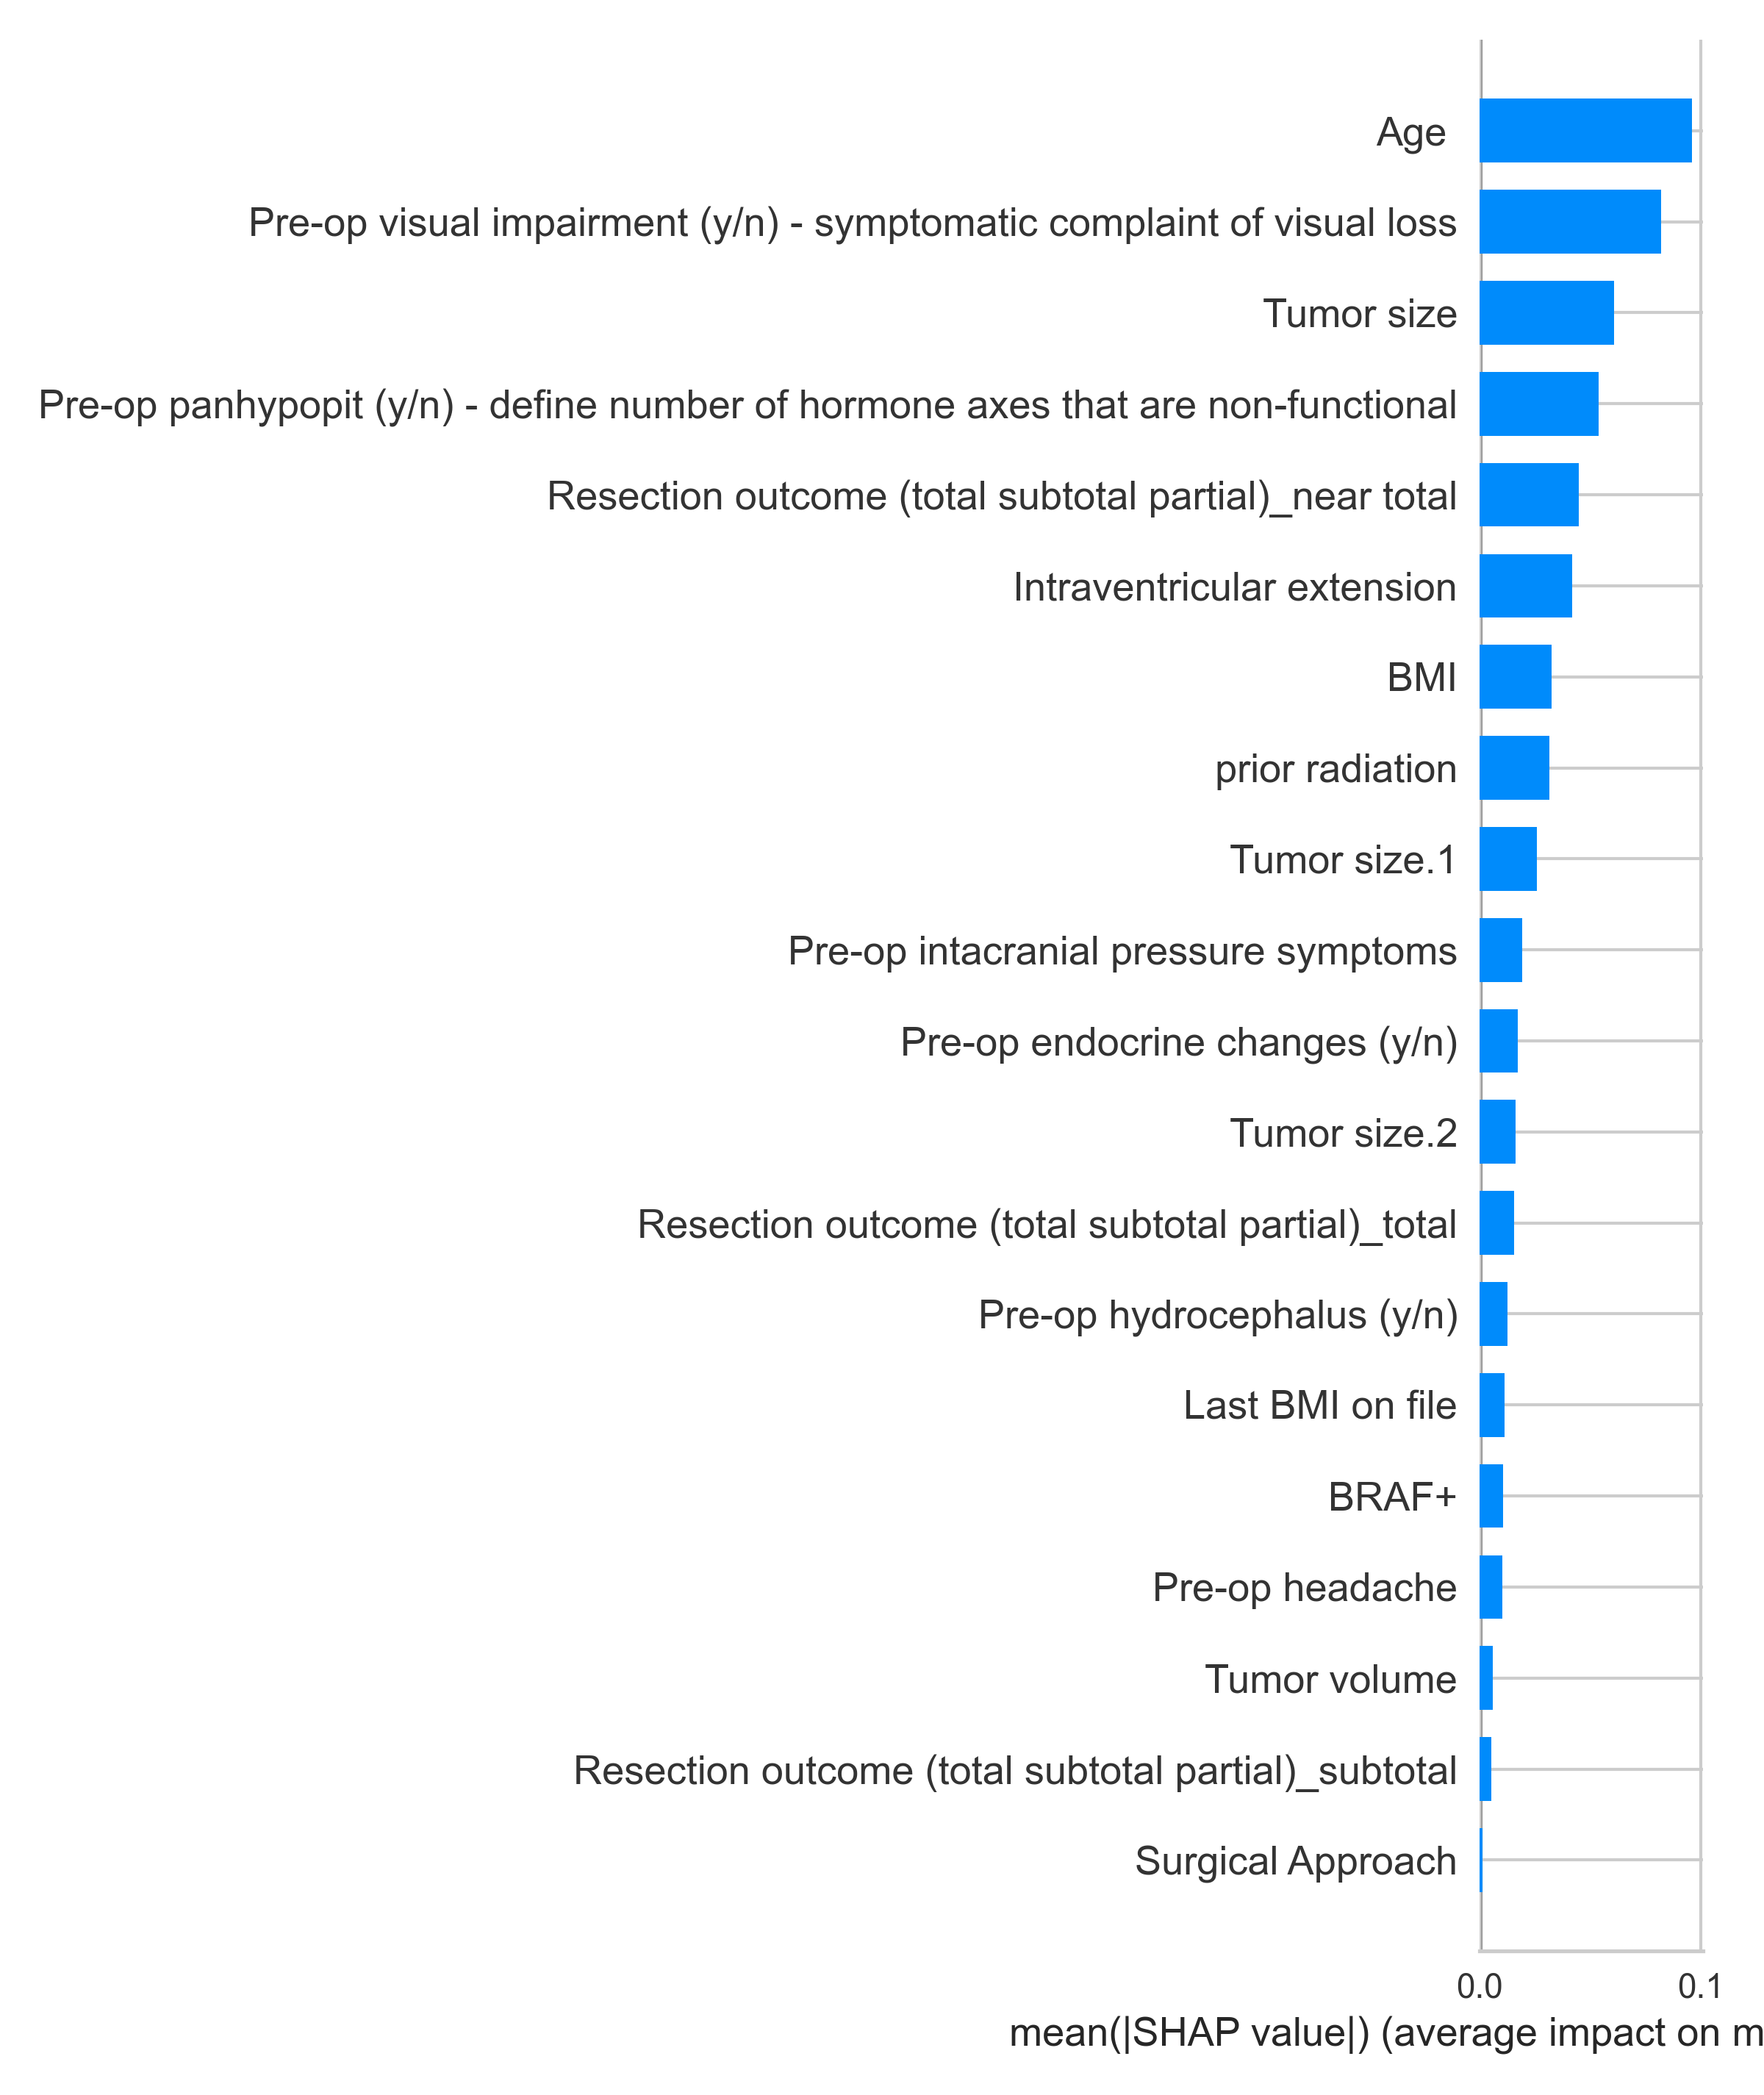 Age
Pre-op visual impairment (y/n) - symptomatic complaint of visual loss
Tumor size
Pre-op panhypopit (y/n) - define number of hormone axes that are non-functional
Resection outcome (total subtotal partial)_near total
Intraventricular extension
BMI
prior radiation
Tumor size.1
Pre-op intacranial pressure symptoms
Pre-op endocrine changes (y/n)
Tumor size.2
Resection outcome (total subtotal partial)_total
Pre-op hydrocephalus (y/n)
Last BMI on file
BRAF+
Pre-op headache
Tumor volume
Resection outcome (total subtotal partial)_subtotal
Surgical Approach
0.0 0.1
mean(|SHAP value|) (average impact on m